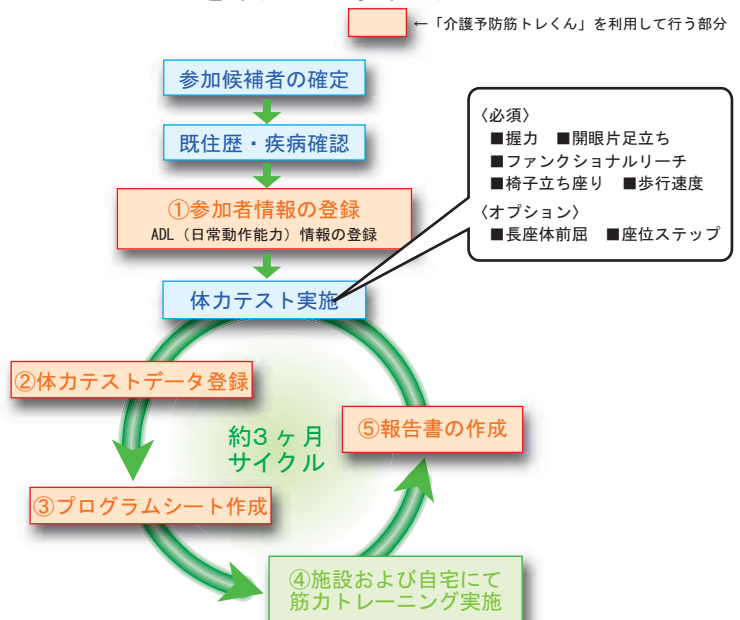 ←「介護予防筋トレくん」を利用して行う部分
参加候補者の確定
既住歴・疾病確認
①参加者情報の登録
ADL（日常動作能力）情報の登録
体力テスト実施
〈必須〉
■握力 ■開眼片足立ち
■ファンクショナルリーチ
■椅子立ち座り ■歩行速度
〈オプション〉
■長座体前屈 ■座位ステップ
②体力テストデータ登録
③プログラムシート作成
④施設および自宅にて
筋力トレーニング実施
⑤報告書の作成
約3ヶ月
サイクル